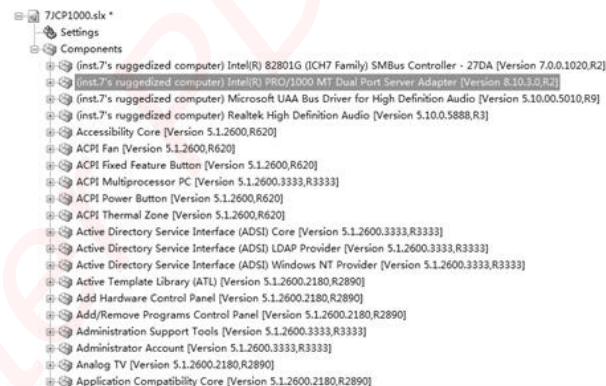 7JCP1000.slx *
Settings
Components
(inst.7's ruggedized computer) Intel(R) 82801G (ICH7 Family) SMBus Controller - 27DA [Version 7.0.0.1020,R2]
(inst.7's ruggedized computer) Intel(R) PRO/1000 MT Dual Port Server Adapter [Version 8.10.3.0,R2]
(inst.7's ruggedized computer) Microsoft UAA Bus Driver for High Definition Audio [Version 5.10.00.5010,R9]
(inst.7's ruggedized computer) Realtek High Definition Audio [Version 5.10.0.5888,R3]
Accessibility Core [Version 5.1.2600,R620]
ACPI Fan [Version 5.1.2600,R620]
ACPI Fixed Feature Button [Version 5.1.2600,R620]
ACPI Multiprocessor PC [Version 5.1.2600.3333,R3333]
ACPI Power Button [Version 5.1.2600,R620]
ACPI Thermal Zone [Version 5.1.2600,R620]
Active Directory Service Interface (ADSI) Core [Version 5.1.2600.3333,R3333]
Active Directory Service Interface (ADSI) LDAP Provider [Version 5.1.2600.3333,R3333]
Active Directory Service Interface (ADSI) Windows NT Provider [Version 5.1.2600.3333,R3333]
Active Template Library (ATL) [Version 5.1.2600.2180,R2890]
Add Hardware Control Panel [Version 5.1.2600.2180,R2890]
Add/Remove Programs Control Panel [Version 5.1.2600.2180,R2890]
Administration Support Tools [Version 5.1.2600.3333,R3333]
Administrator Account [Version 5.1.2600.3333,R3333]
Analog TV [Version 5.1.2600.2180,R2890]
Application Compatibility Core [Version 5.1.2600.2180,R2890]